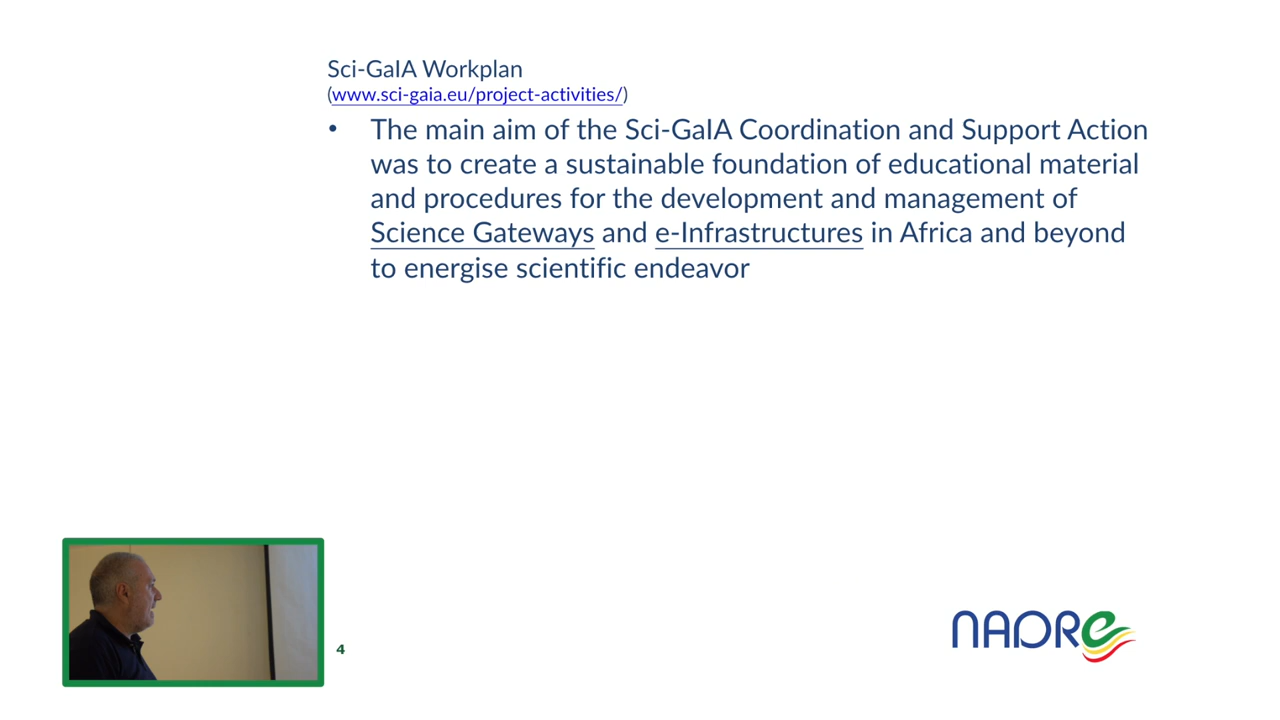 Sci-GaIA Workplan
(www.sci-gaia.eu/project-activities/)
• The main aim of the Sci-GaIA Coordination and Support Action
was to create a sustainable foundation of educational material
and procedures for the development and management of
Science Gateways and e-Infrastructures in Africa and beyond
to energise scientific endeavor
4
NADRe